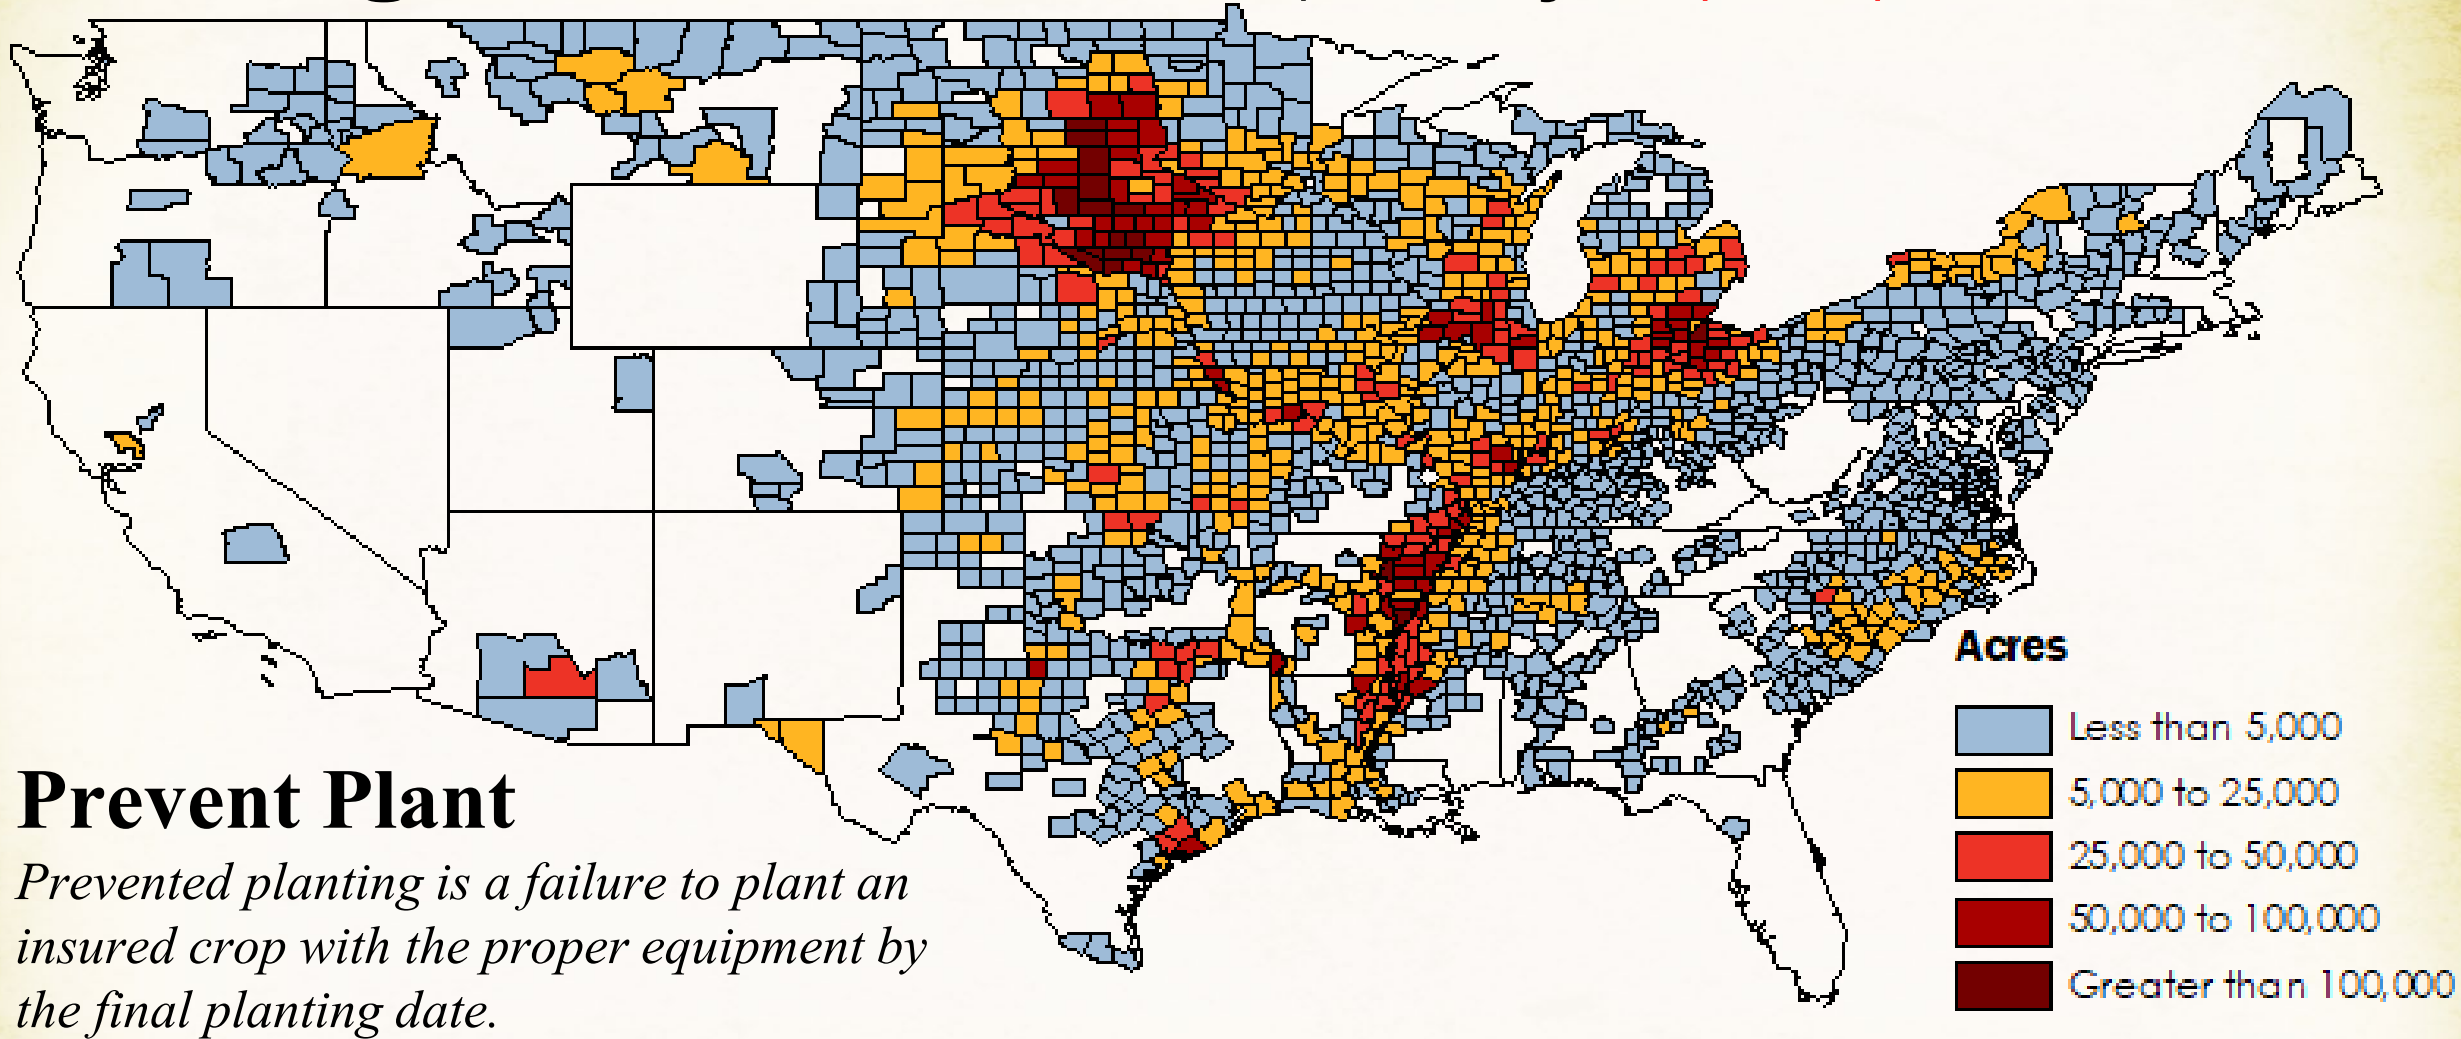 Prevent Plant
Prevented planting is a failure to plant an
insured crop with the proper equipment by
the final planting date.
Acres
Less than 5,000
5,000 to 25,000
25,000 to 50,000
50,000 to 100,000
Greater than 100,000